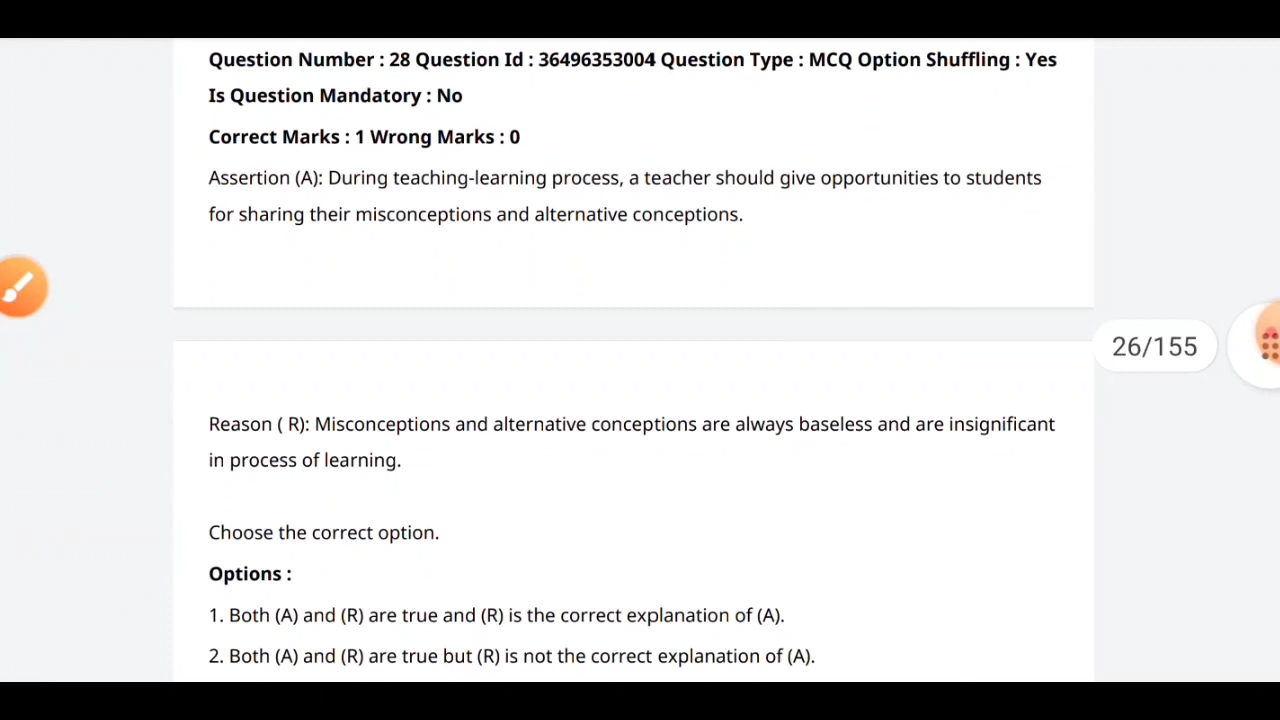 Question Number : 28 Question Id : 36496353004 Question Type : MCQ Option Shuffling : Yes
Is Question Mandatory : No
Correct Marks : 1 Wrong Marks : 0
Assertion (A): During teaching-learning process, a teacher should give opportunities to students
for sharing their misconceptions and alternative conceptions.
26/155
Reason ( R): Misconceptions and alternative conceptions are always baseless and are insignificant
in process of learning.
Choose the correct option.
Options :
1. Both (A) and (R) are true and (R) is the correct explanation of (A).
2. Both (A) and (R) are true but (R) is not the correct explanation of (A).